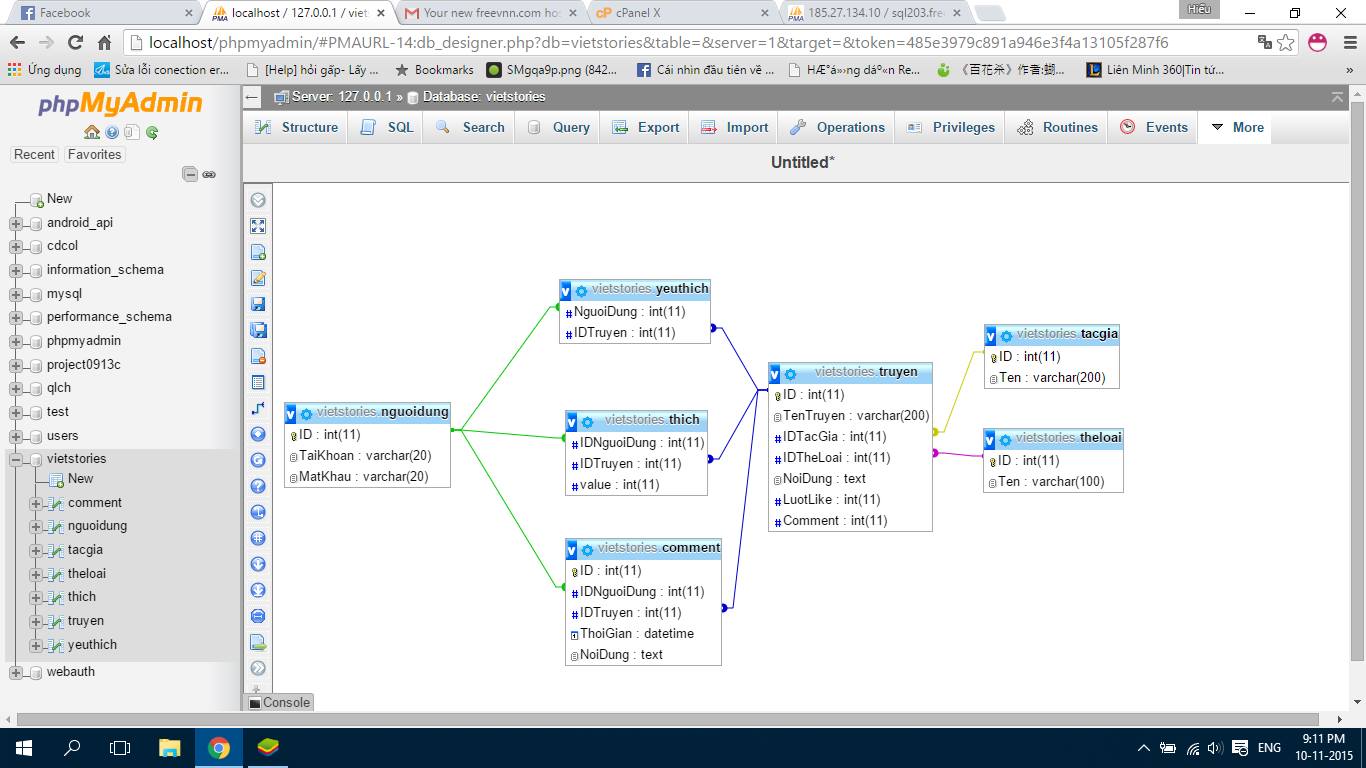 Facebook
localhost / 127.0.0.1 / viet
Your new freevnn.com hos
cPanel X
185.27.134.10 / sql203.fre
Hiếu
localhost/phpmyadmin/#PMAURL-14:db_designer.php?db=vietstories&table=&server=1&target=&token=485e3979c891a946e3f4a13105f287f6
Ứng dụng
Sửa lỗi conection er...
[Help] hỏi gấp- Lấy ...
Bookmarks
SMgqa9p.png (842...
Cái nhìn đầu tiên về ...
HÆ°á»›ng dáº«n Re...
Liên Minh 360|Tin tứ...
»
phpMyAdmin
Recent
Favorites
New
android_api
cdcol
information_schema
mysql
performance_schema
phpmyadmin
project0913c
qlch
test
users
vietstories
New
comment
nguoidung
tacgia
theloai
thich
truyen
yeuthich
webauth
Server: 127.0.0.1 » Database: vietstories
Structure
SQL
Search
Query
Export
Import
Operations
Privileges
Routines
Events
More
Untitled*
vietstories nguoidung
ID : int(11)
TaiKhoan : varchar(20)
MatKhau : varchar(20)
vietstories yeuthich
NguoiDung : int(11)
IDTruyen : int(11)
vietstories thich
IDNguoiDung : int(11)
IDTruyen : int(11)
value : int(11)
vietstories comment
ID : int(11)
IDNguoiDung : int(11)
IDTruyen : int(11)
ThoiGian : datetime
NoiDung : text
vietstories truyen
ID : int(11)
TenTruyen : varchar(200)
IDTacGia : int(11)
IDTheLoai : int(11)
NoiDung : text
LuotLike : int(11)
Comment : int(11)
vietstories tacgia
ID : int(11)
Ten : varchar(200)
vietstories theloai
ID : int(11)
Ten : varchar(100)
Console
ENG
9:11 PM
10-11-2015